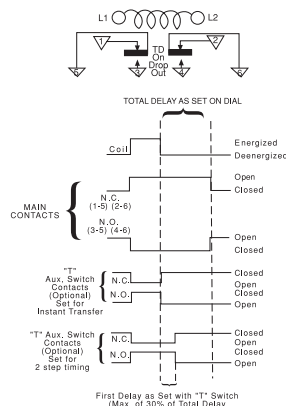 L1 L2
1 2
TD
On
Drop
Out
5 3 4 6
TOTAL DELAY AS SET ON DIAL
Coil
Energized
Deenergized
MAIN
CONTACTS
N.C.
(1-5) (2-6)
Open
Closed
N.O.
(3-5) (4-6)
Open
Closed
"T"
Aux. Switch
Contacts
(Optional)
Set for
Instant Transfer
N.C.
N.O.
Closed
Open
Closed
Open
"T" Aux. Switch
Contacts
(Optional)
Set for
2 step timing
N.C.
N.O.
Closed
Open
Closed
Open
First Delay as Set with "T" Switch
(Max. of 30% of Total Delay